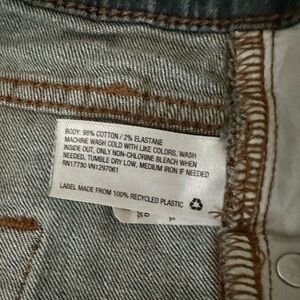 BODY: 98% COTTON / 2% ELASTANE
MACHINE WASH COLD WITH LIKE COLORS, WASH
INSIDE OUT, ONLY NON-CHLORINE BLEACH WHEN
NEEDED, TUMBLE DRY LOW, MEDIUM IRON IF NEEDED
RN17730 VN1297061
LABEL MADE FROM 100% RECYCLED PLASTIC